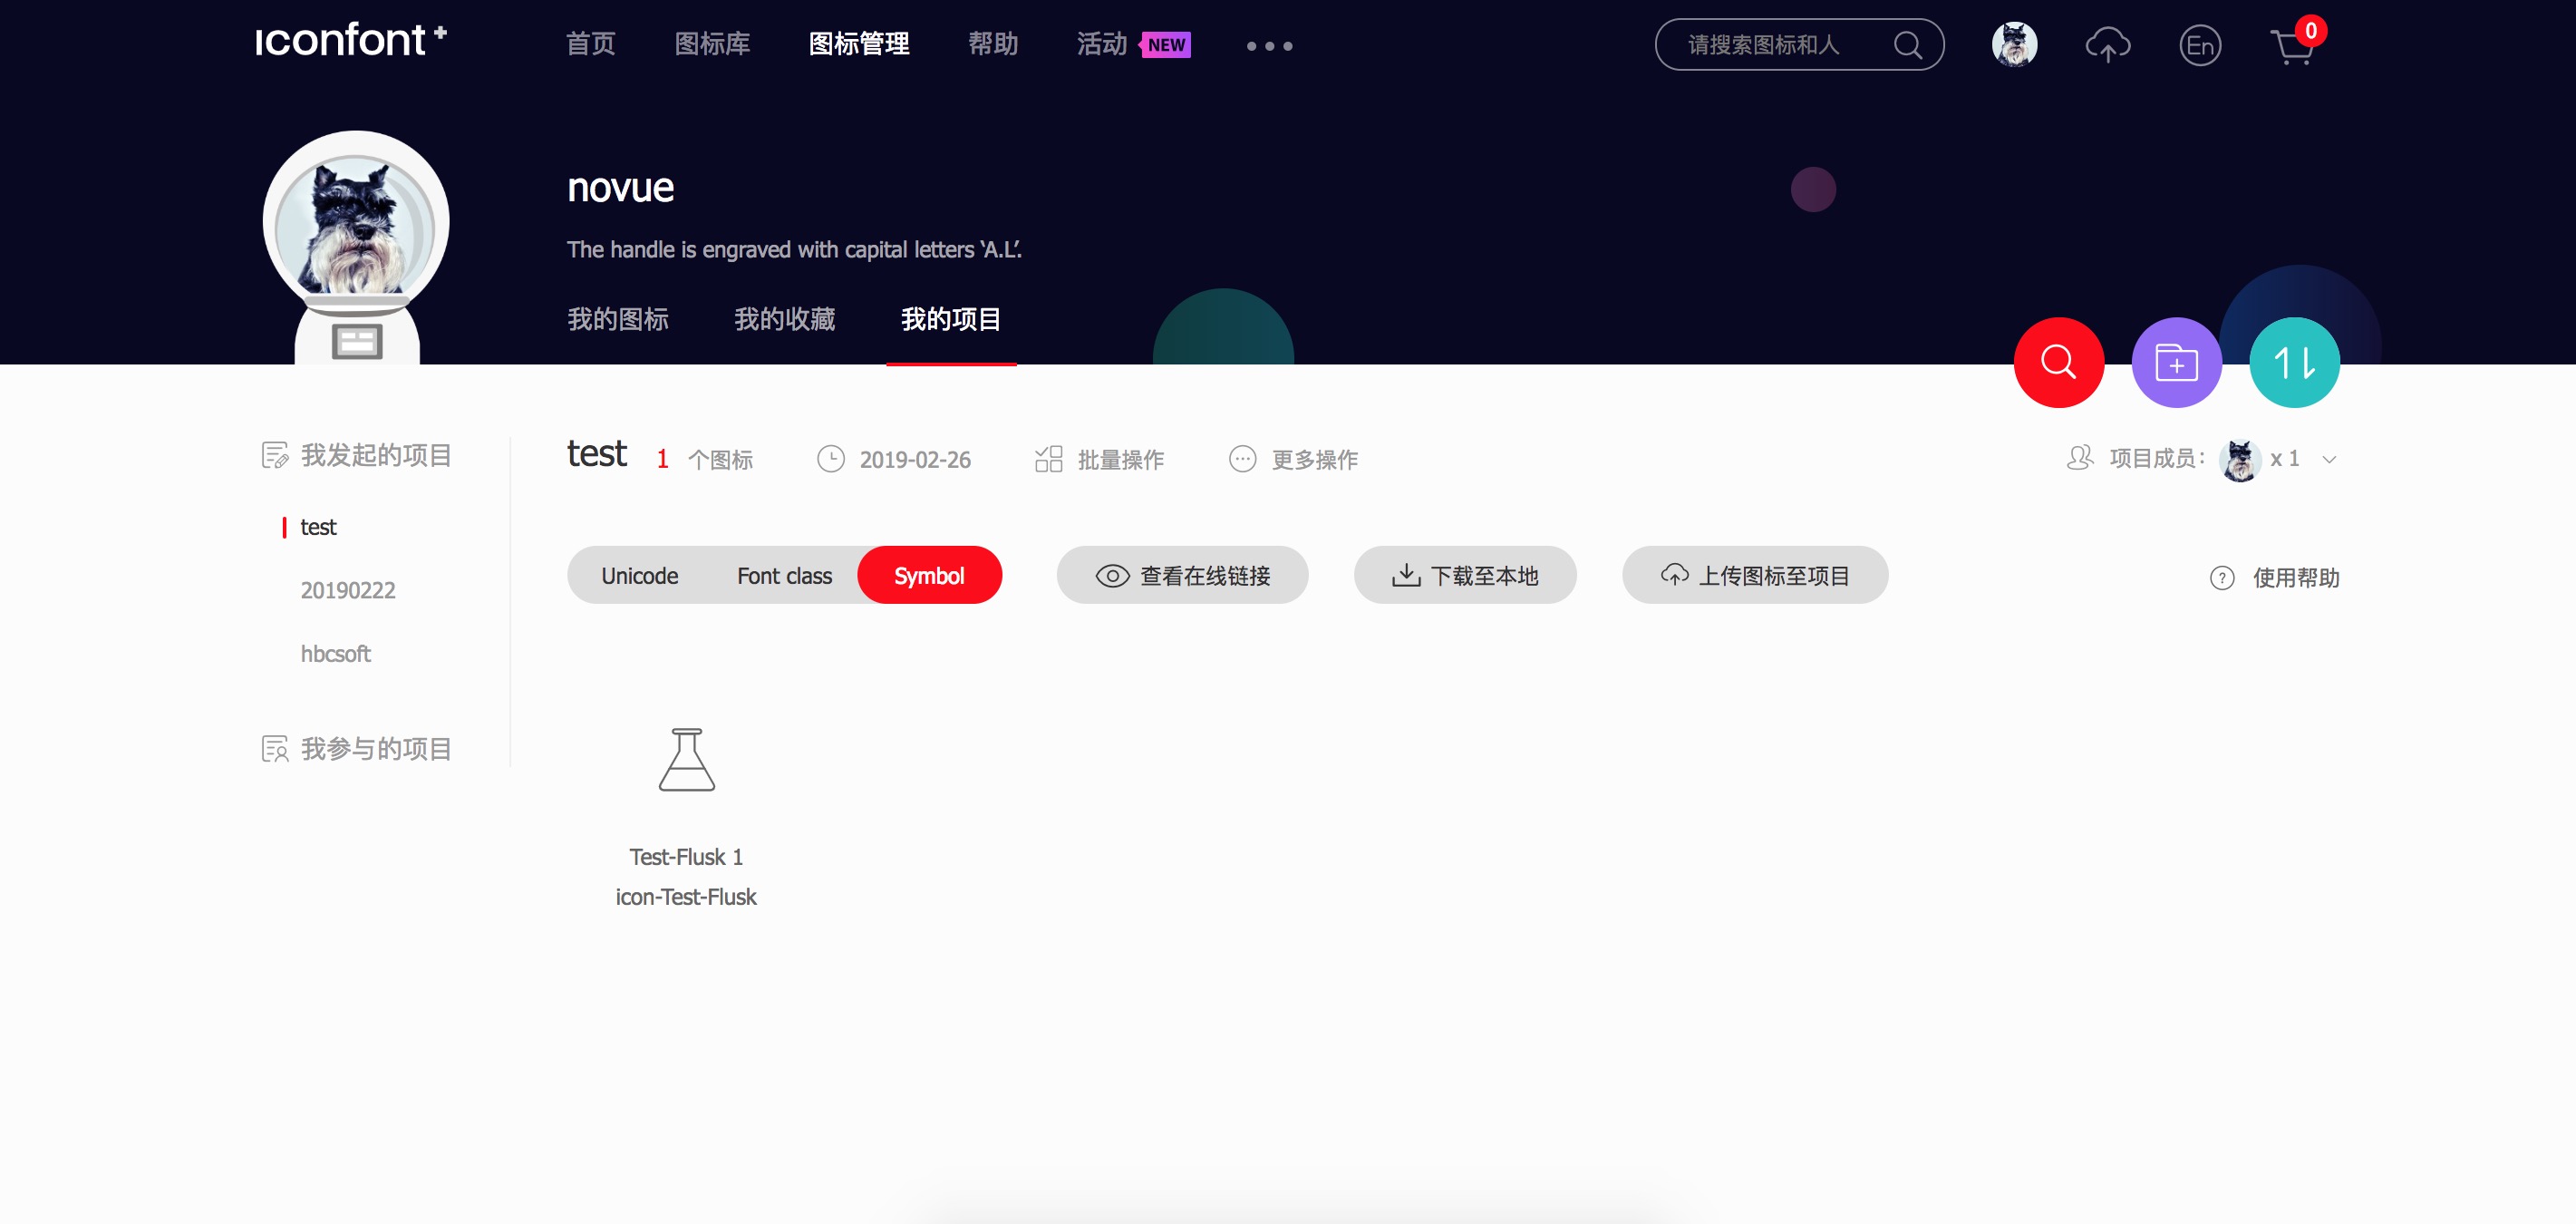 iconfont+
首页 图标库 图标管理 帮助 活动 NEW
请搜索图标和人
En
0
novue
The handle is engraved with capital letters ‘A.L’.
我的图标 我的收藏 我的项目
我发起的项目
test
20190222
hbcsoft
我参与的项目
test 1 个图标 2019-02-26 批量操作 更多操作
项目成员： x 1
Unicode Font class Symbol 查看在线链接 下载至本地 上传图标至项目
使用帮助
Test-Flusk 1
icon-Test-Flusk